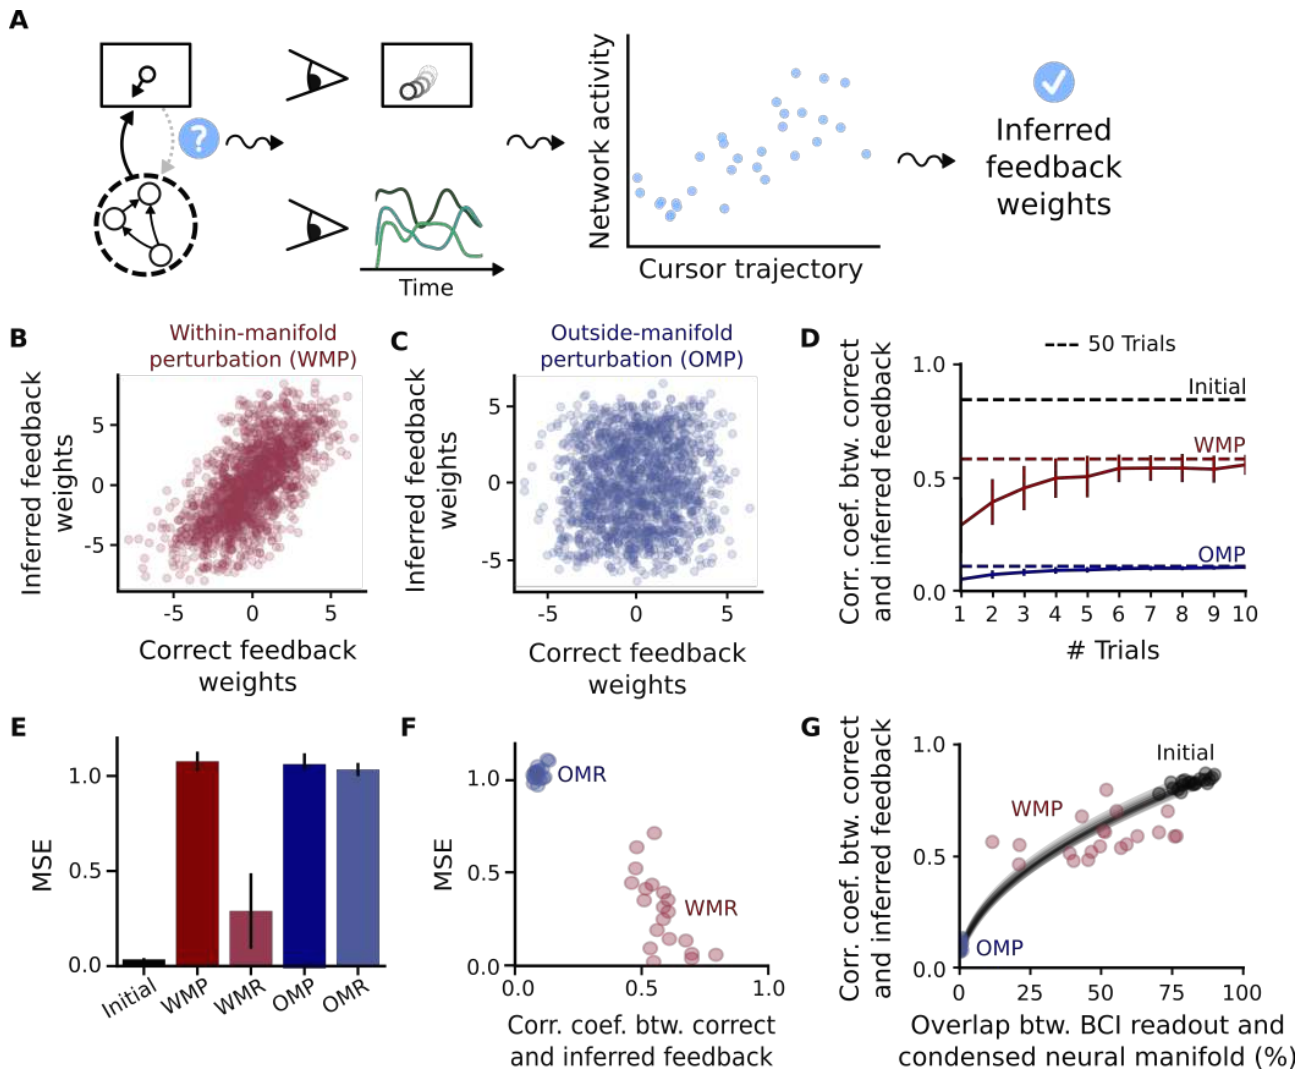 A
?
Time
Network activity
Cursor trajectory
Inferred
feedback
weights
B
Within-manifold
perturbation (WMP)
Inferred feedback
weights
5
0
-5
-5
0
5
Correct feedback
weights
C
Outside-manifold
perturbation (OMP)
Inferred feedback
weights
5
0
-5
-5
0
5
Correct feedback
weights
D
50 Trials
Corr. coef. btw. correct
and inferred feedback
1.0
0.5
0.0
Initial
WMP
OMP
1 2 3 4 5 6 7 8 9 10
# Trials
E
MSE
1.0
0.5
0.0
Initial
WMP
WMR
OMP
OMR
F
MSE
1.0
0.5
0.0
OMR
WMR
0.0 0.5 1.0
Corr. coef. btw. correct
and inferred feedback
G
Corr. coef. btw. correct
and inferred feedback
1.0
0.5
0.0
Initial
WMP
OMP
0 25 50 75 100
Overlap btw. BCI readout and
condensed neural manifold (%)